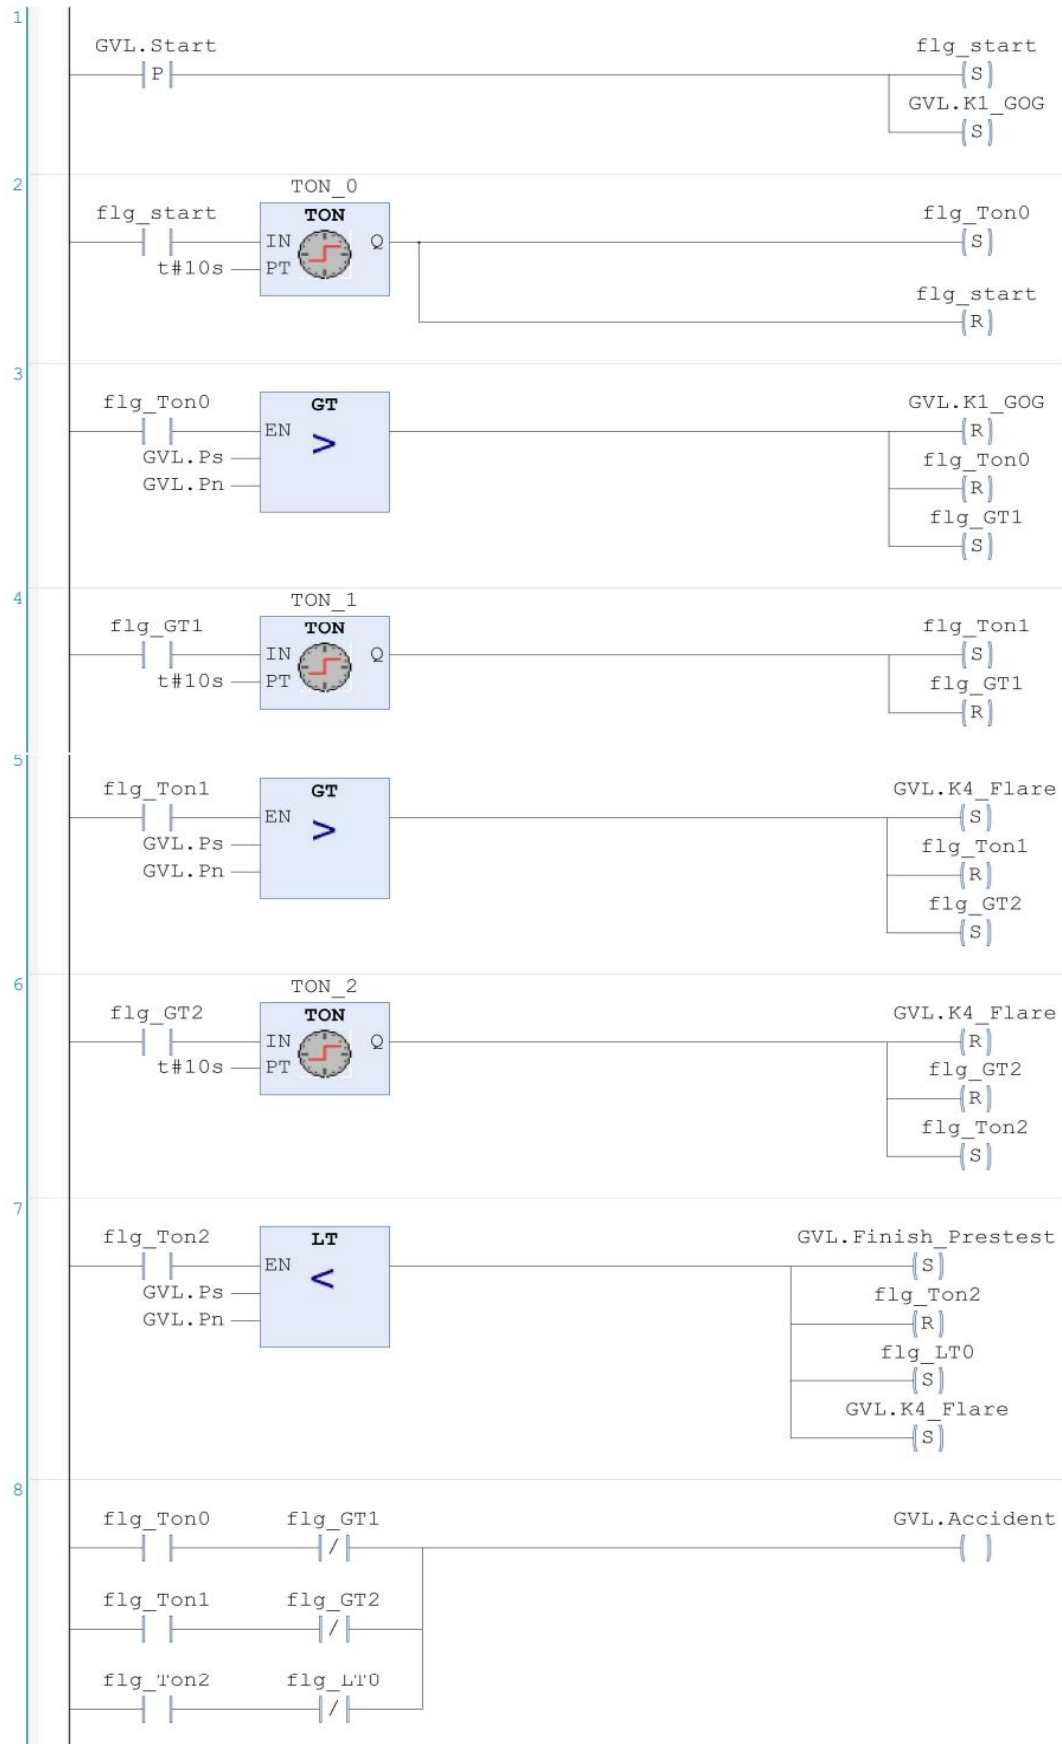 1
GVL.Start
P
flg_start
S
GVL.K1_GOG
S
2
TON_0
flg_start
TON
IN
Q
t#10s
PT
flg_Ton0
S
flg_start
R
3
flg_Ton0
GT
EN
>
GVL.Ps
GVL.Pn
GVL.K1_GOG
R
flg_Ton0
R
flg_GT1
S
4
TON_1
flg_GT1
TON
IN
Q
t#10s
PT
flg_Ton1
S
flg_GT1
R
5
flg_Ton1
GT
EN
>
GVL.Ps
GVL.Pn
GVL.K4_Flare
S
flg_Ton1
R
flg_GT2
S
6
TON_2
flg_GT2
TON
IN
Q
t#10s
PT
GVL.K4_Flare
R
flg_GT2
R
flg_Ton2
S
7
flg_Ton2
LT
EN
<
GVL.Ps
GVL.Pn
GVL.Finish_Prestest
S
flg_Ton2
R
flg_LT0
S
GVL.K4_Flare
S
8
flg_Ton0
flg_GT1
/
GVL.Accident
flg_Ton1
flg_GT2
/
flg_Ton2
flg_LT0
/